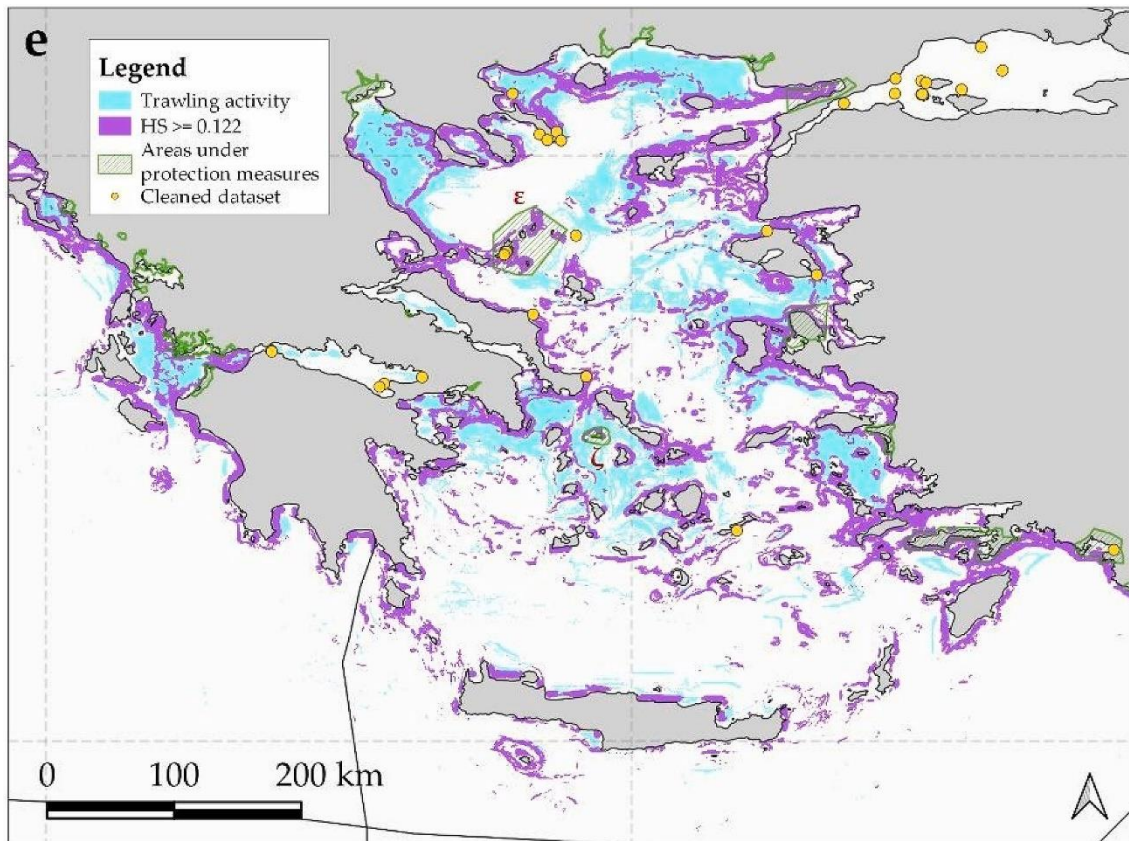 e
Legend
Trawling activity
HS >= 0.122
Areas under
protection measures
Cleaned dataset
ε
ζ
0 100 200 km